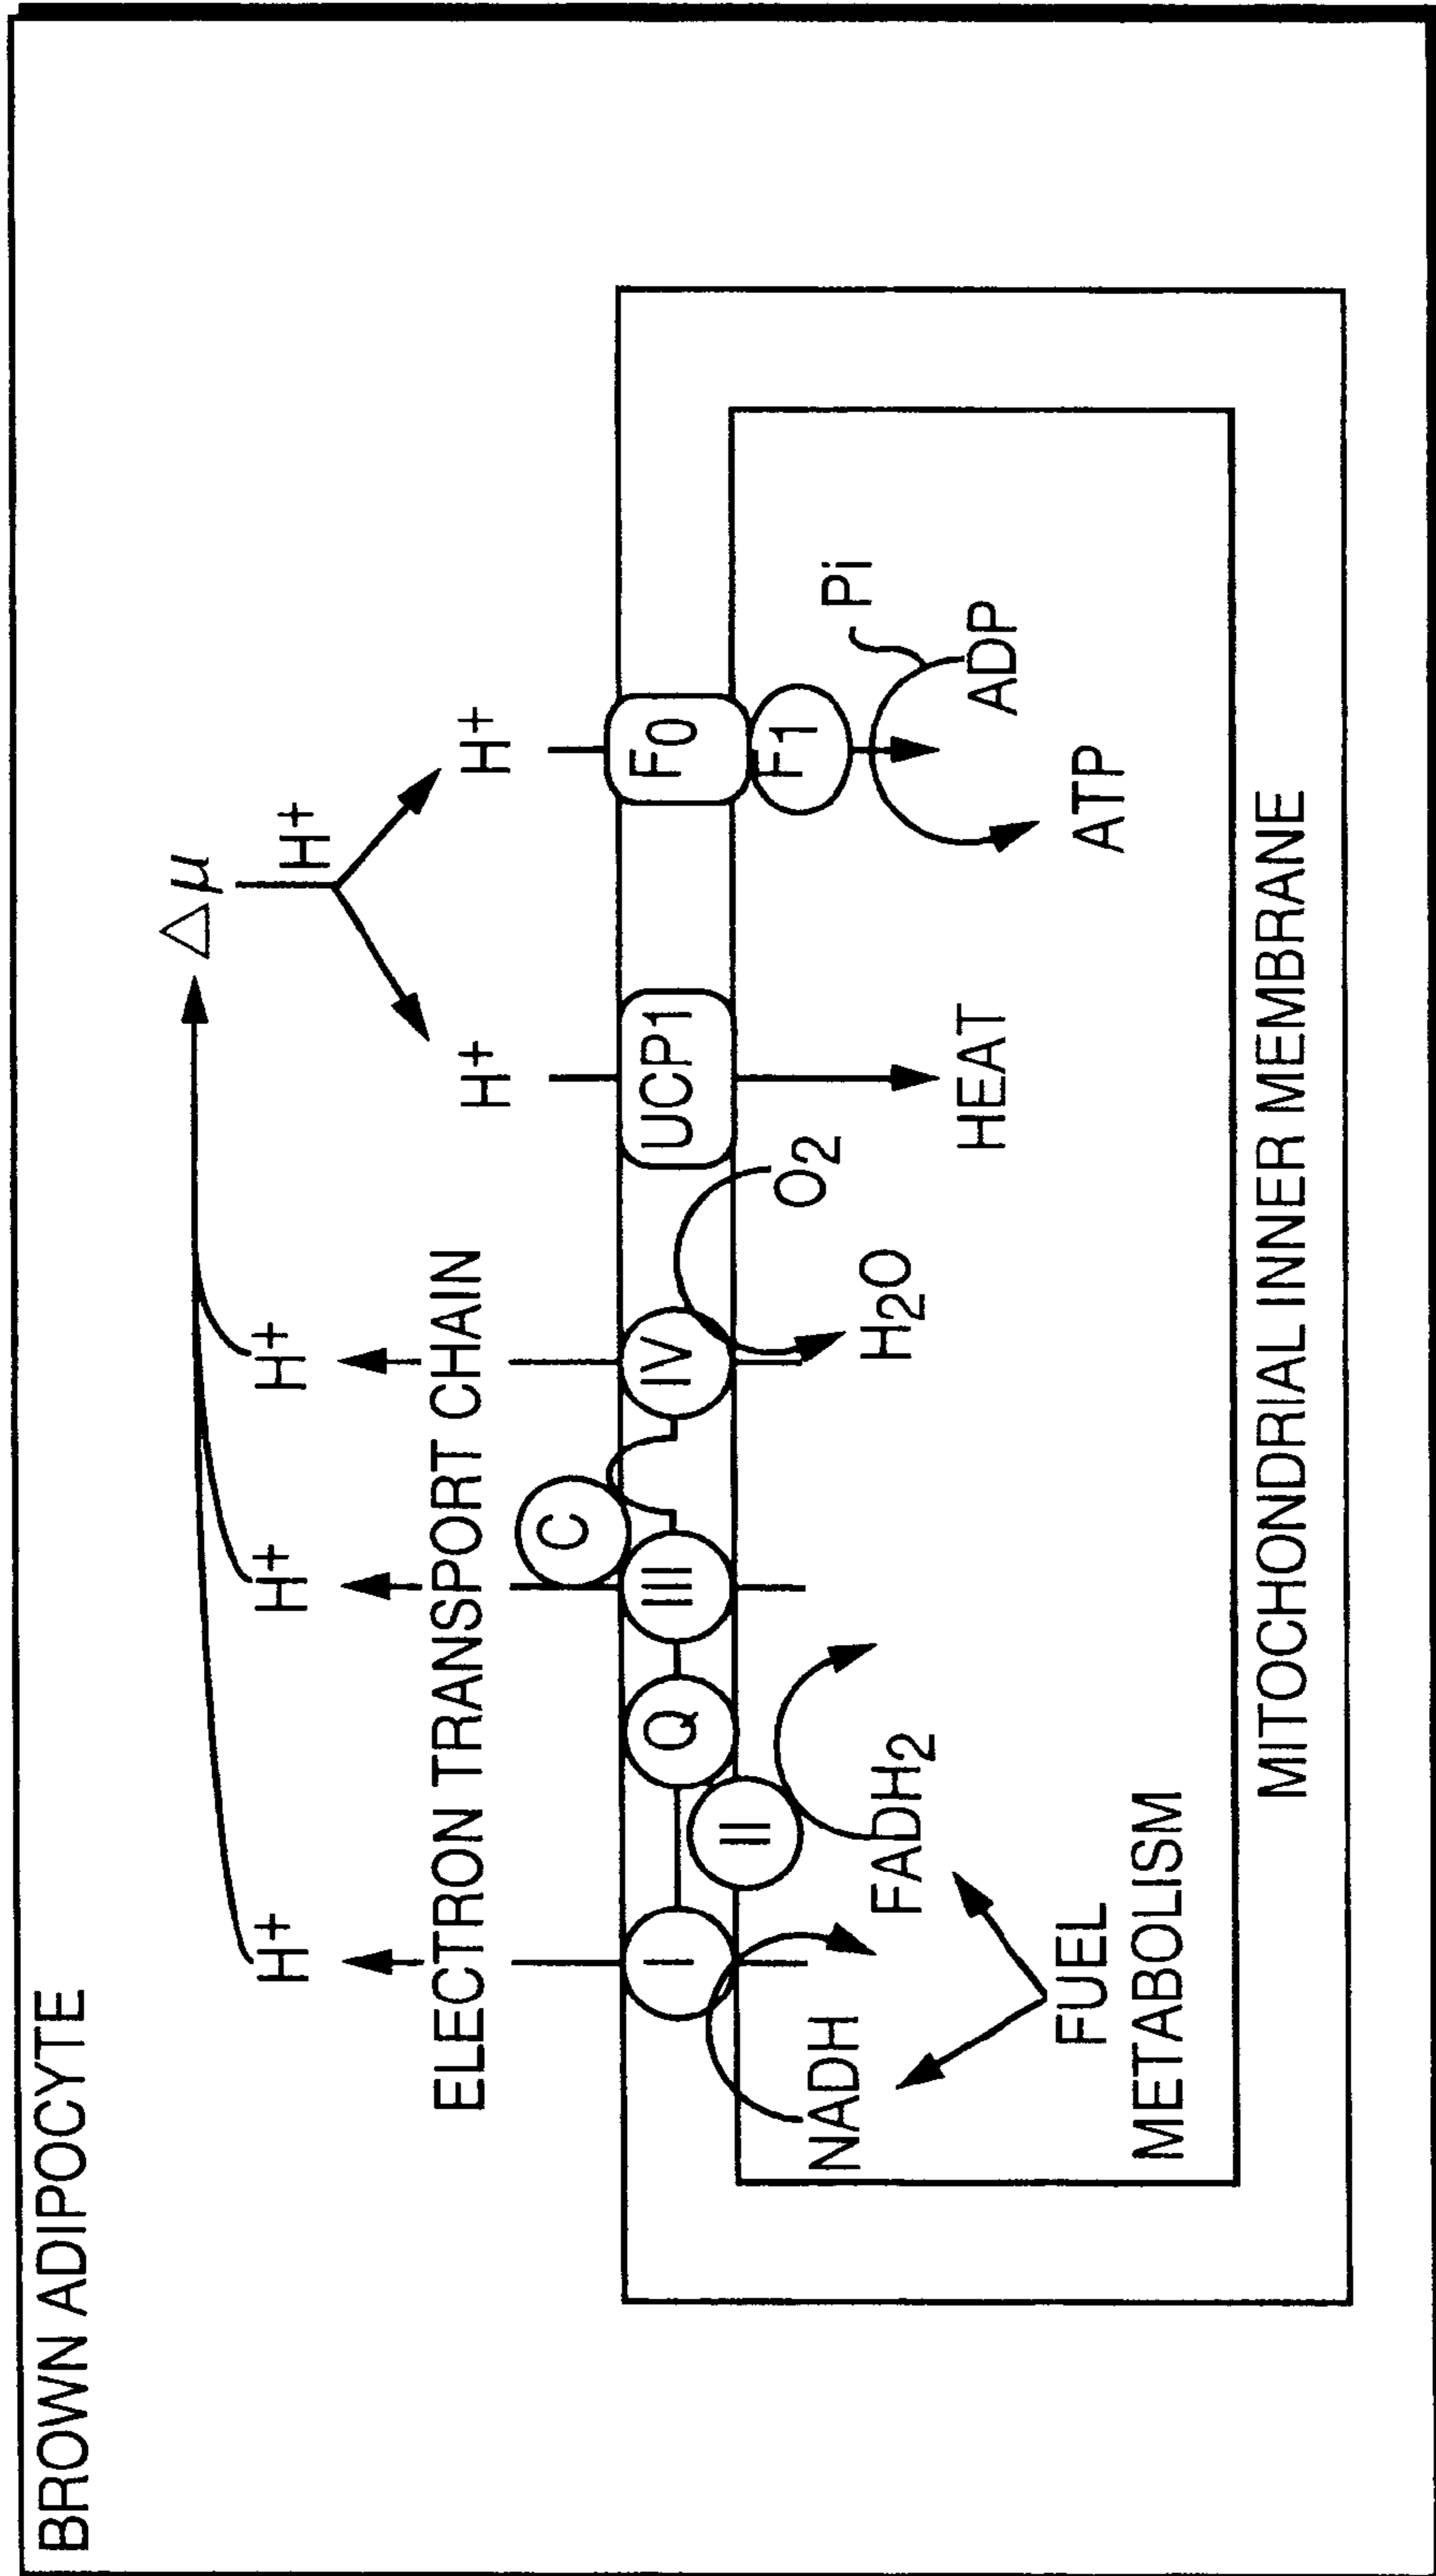 BROWN ADIPOCYTE
Δμ
H+
H+
H+
H+
H+
H+
ELECTRON TRANSPORT CHAIN
C
I
Q
III
IV
UCP1
F0
II
F1
NADH
FADH2
H2O
O2
Pi
HEAT
ADP
FUEL
METABOLISM
ATP
MITOCHONDRIAL INNER MEMBRANE